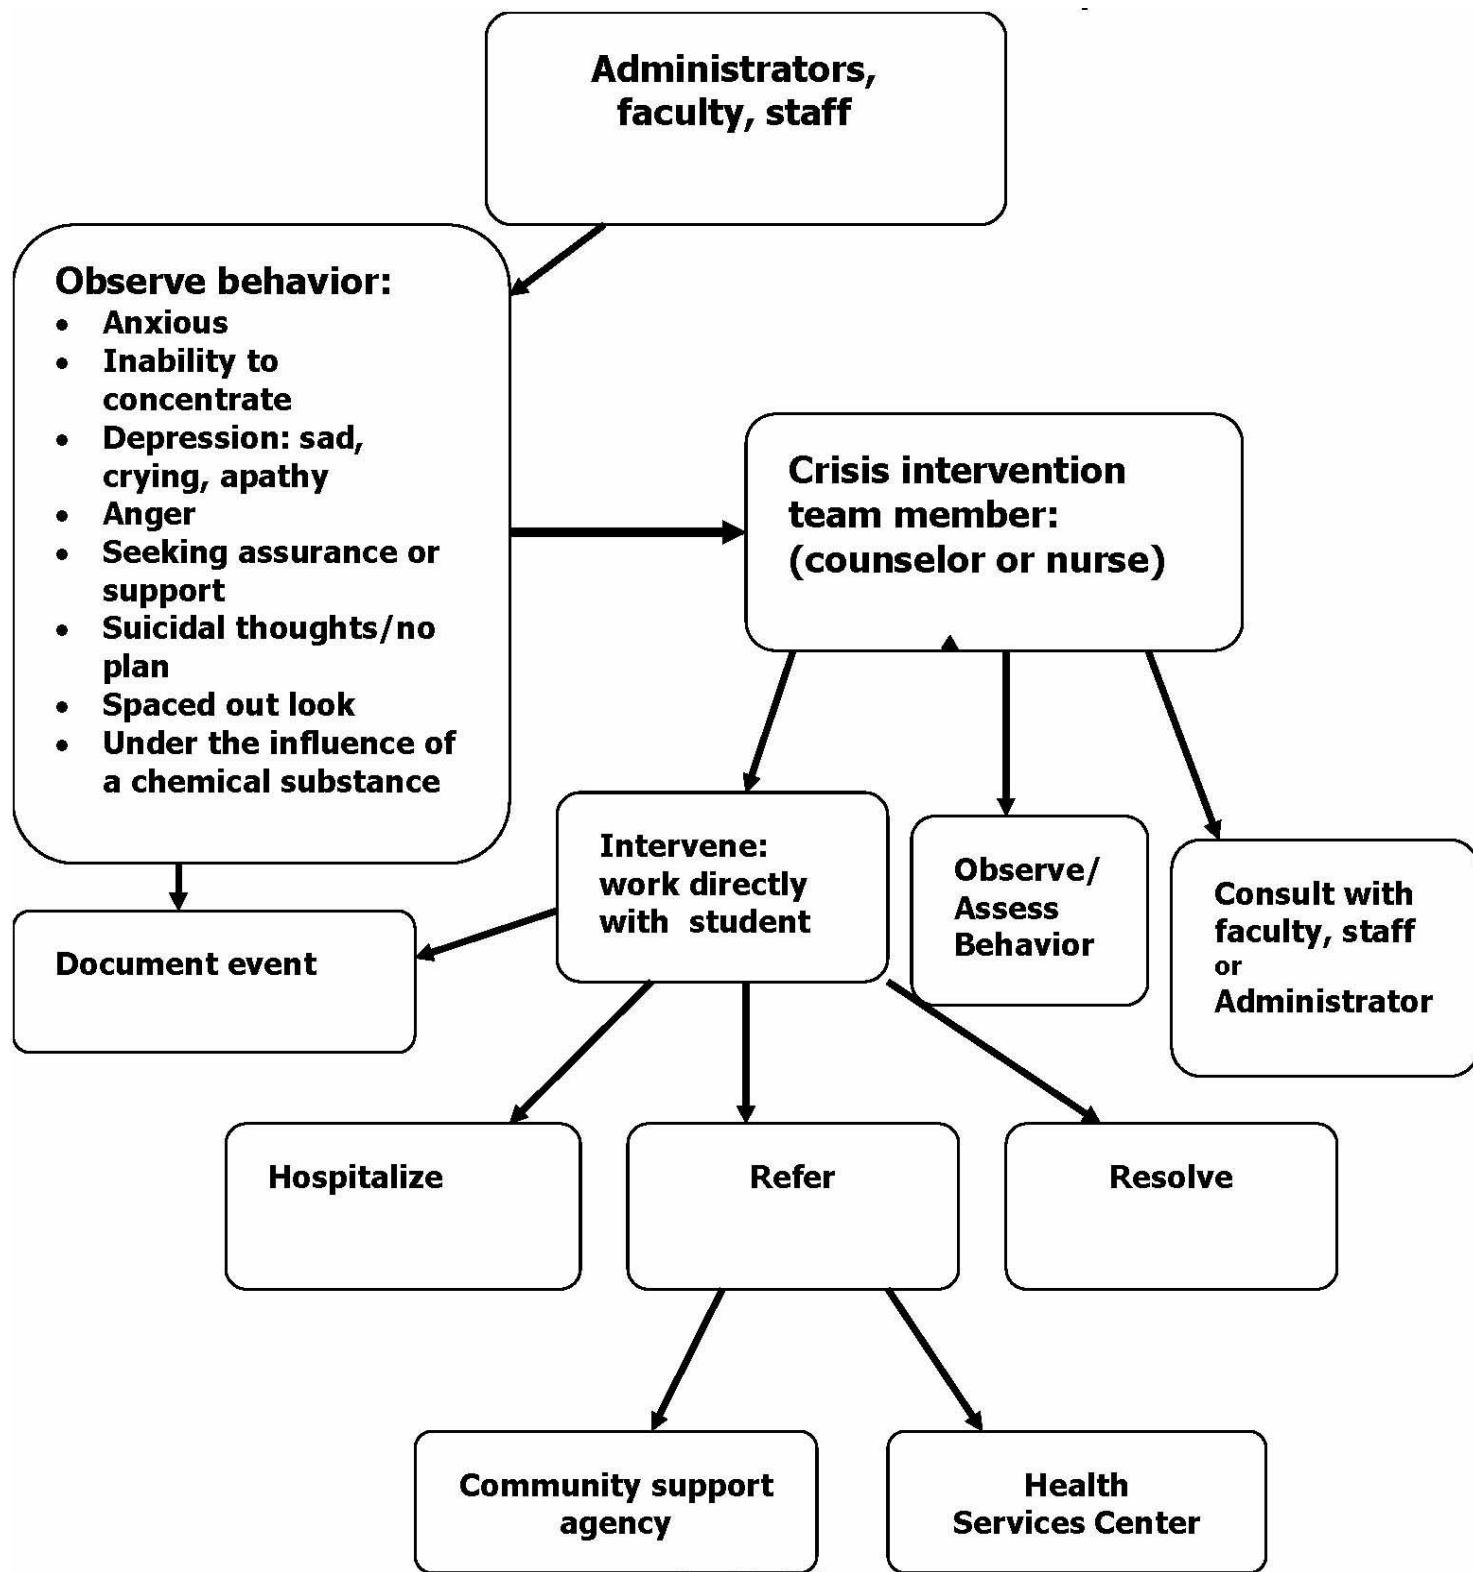 Administrators,
faculty, staff
Observe behavior:
• Anxious
• Inability to
concentrate
• Depression: sad,
crying, apathy
• Anger
• Seeking assurance or
support
• Suicidal thoughts/no
plan
• Spaced out look
• Under the influence of
a chemical substance
Crisis intervention
team member:
(counselor or nurse)
Intervene:
work directly
with student
Observe/
Assess
Behavior
Consult with
faculty, staff
or
Administrator
Document event
Hospitalize
Refer
Resolve
Community support
agency
Health
Services Center